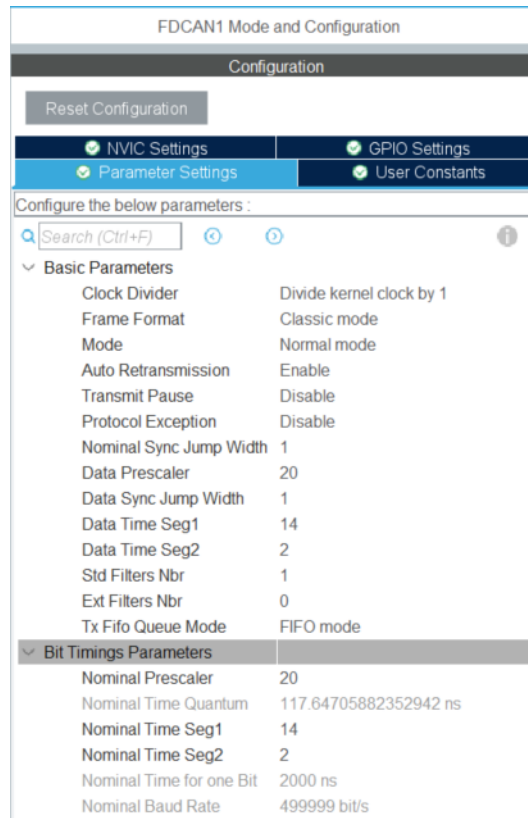 FDCAN1 Mode and Configuration
Configuration
Reset Configuration
NVIC Settings GPIO Settings
Parameter Settings User Constants
Configure the below parameters :
Search (Ctrl+F)
Basic Parameters
Clock Divider Divide kernel clock by 1
Frame Format Classic mode
Mode Normal mode
Auto Retransmission Enable
Transmit Pause Disable
Protocol Exception Disable
Nominal Sync Jump Width 1
Data Prescaler 20
Data Sync Jump Width 1
Data Time Seg1 14
Data Time Seg2 2
Std Filters Nbr 1
Ext Filters Nbr 0
Tx Fifo Queue Mode FIFO mode
Bit Timings Parameters
Nominal Prescaler 20
Nominal Time Quantum 117.64705882352942 ns
Nominal Time Seg1 14
Nominal Time Seg2 2
Nominal Time for one Bit 2000 ns
Nominal Baud Rate 499999 bit/s